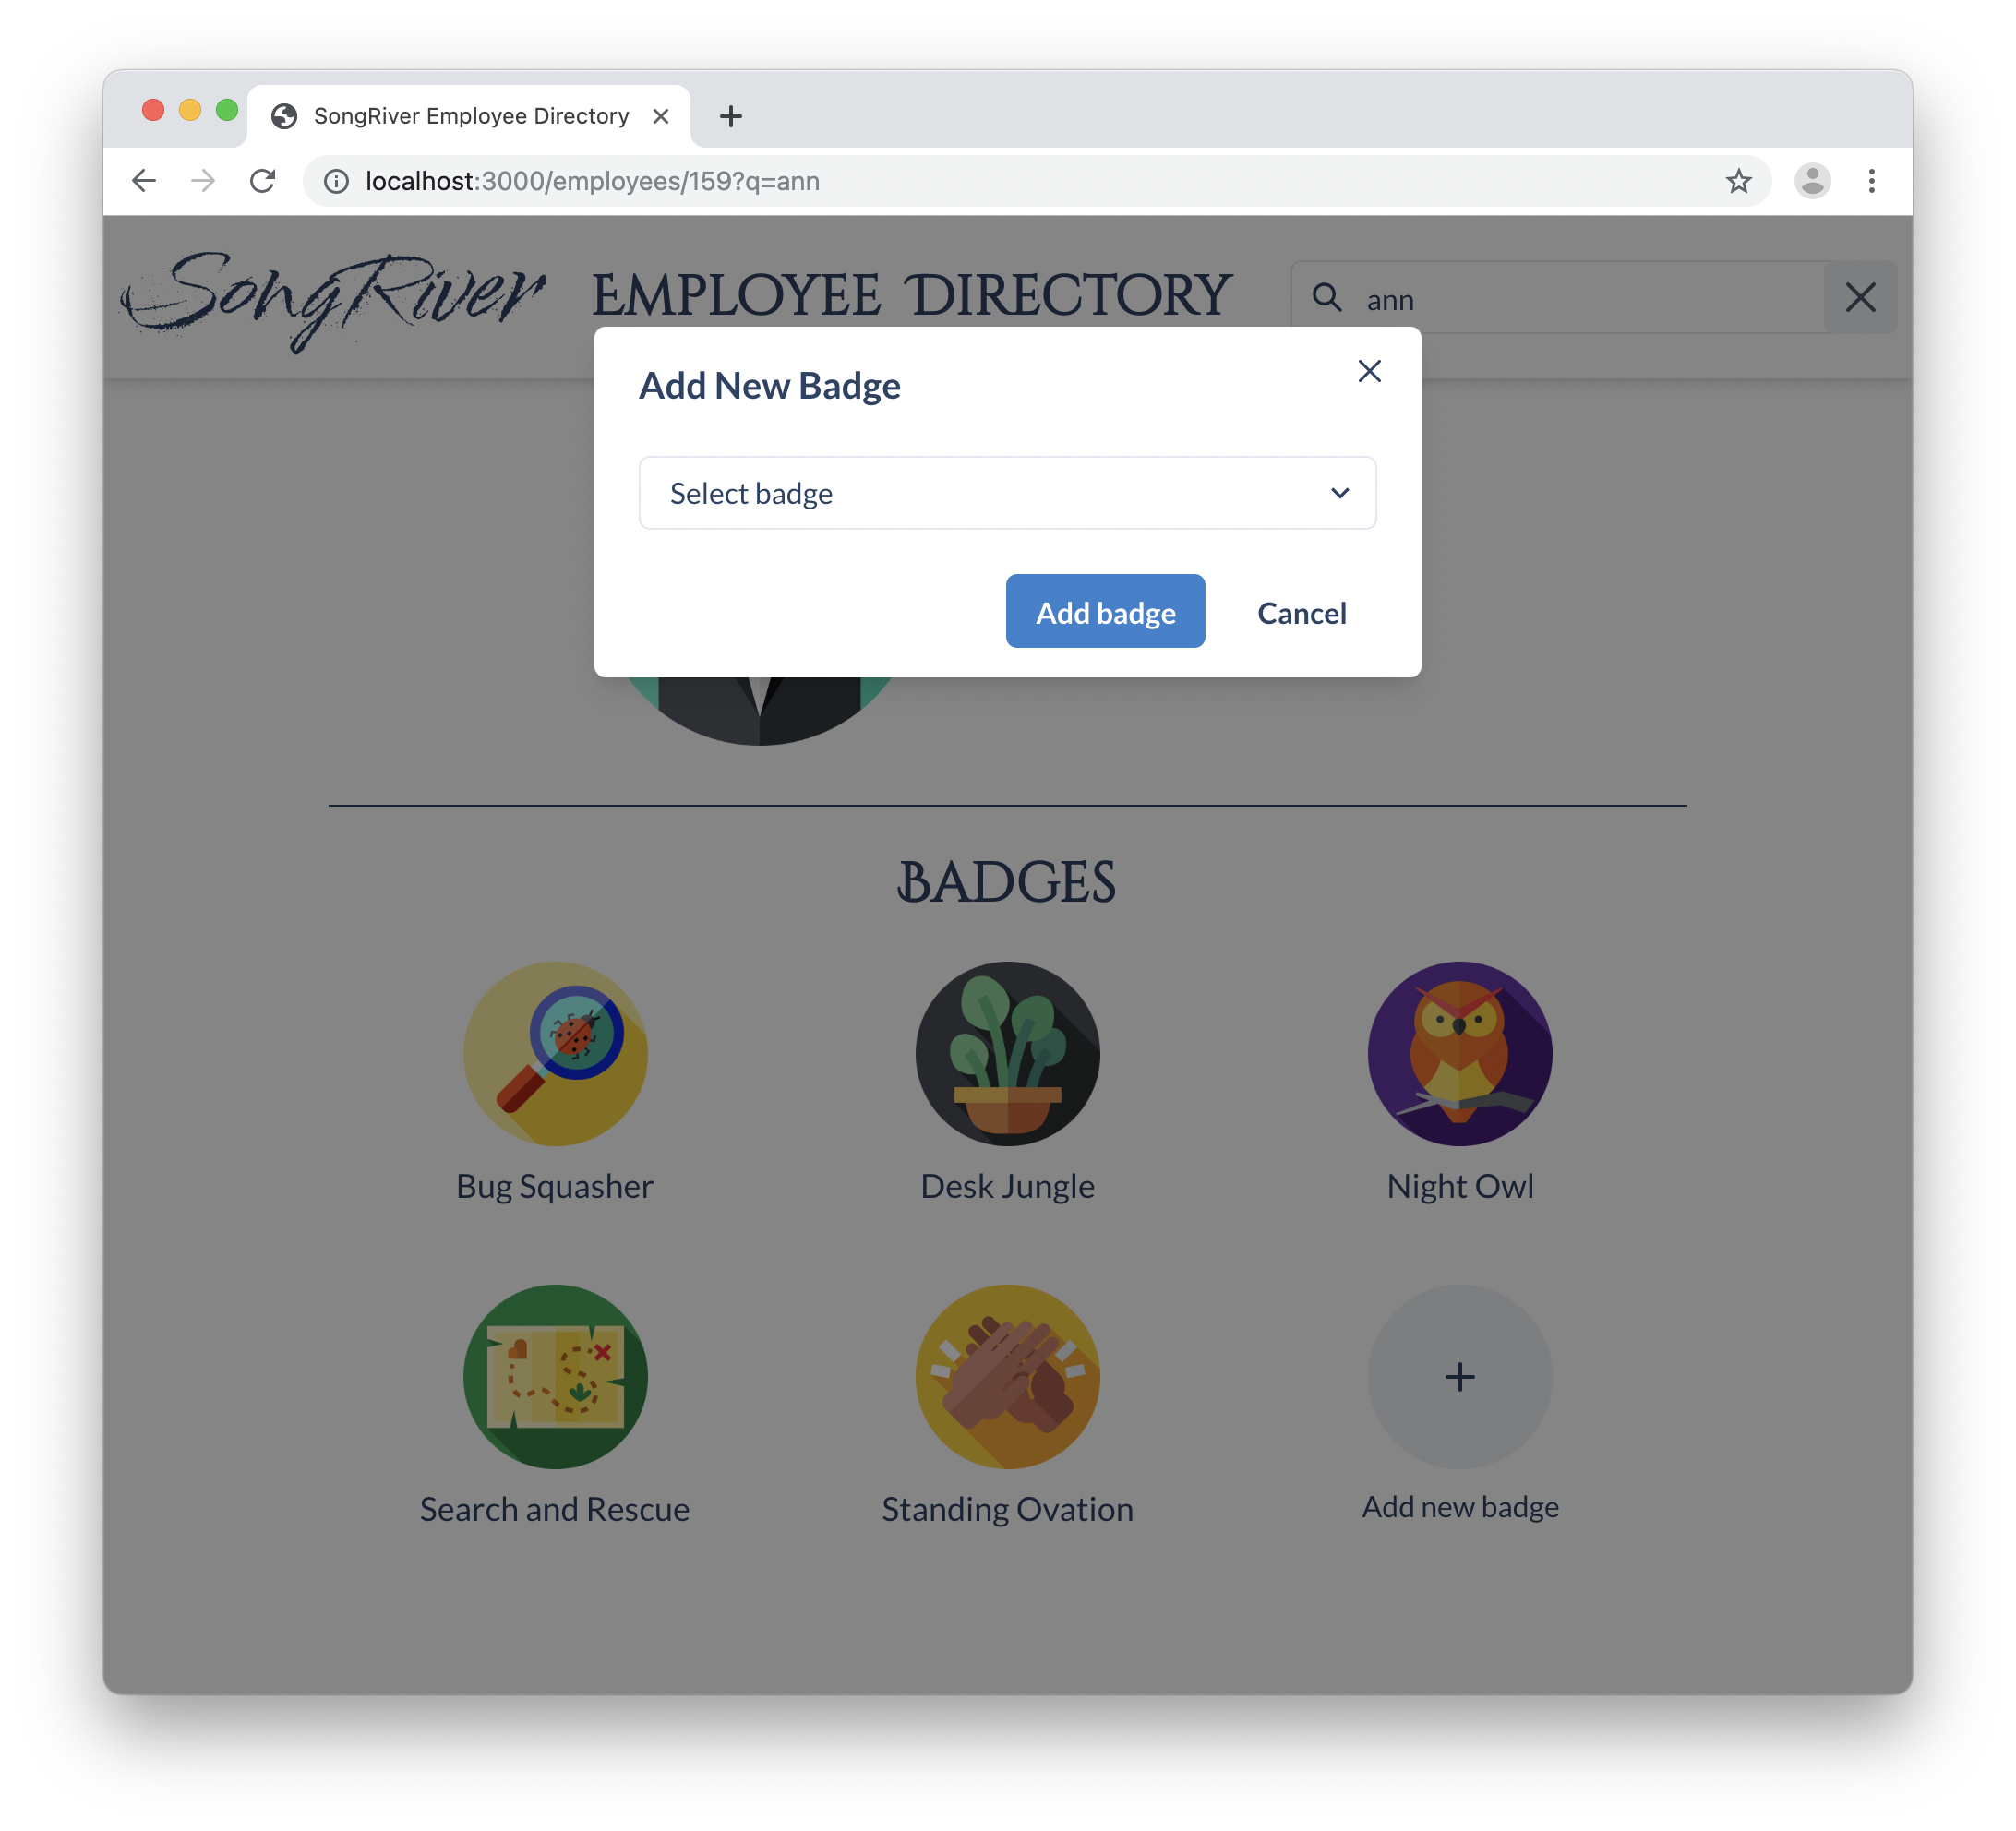 SongRiver Employee Directory
localhost:3000/employees/159?q=ann
SongRiver
EMPLOYEE DIRECTORY
ann
Add New Badge
Select badge
Add badge
Cancel
BADGES
Bug Squasher
Desk Jungle
Night Owl
Search and Rescue
Standing Ovation
Add new badge